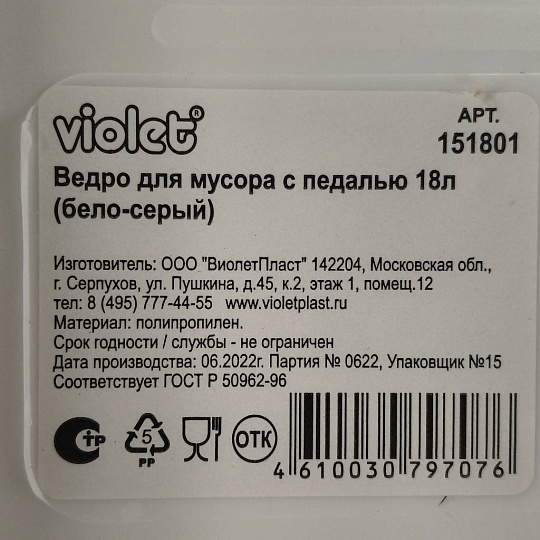 violet®
АРТ.
151801
Ведро для мусора с педалью 18л
(бело-серый)
Изготовитель: ООО "ВиолетПласт" 142204, Московская обл.,
г. Серпухов, ул. Пушкина, д.45, к.2, этаж 1, помещ.12
тел: 8 (495) 777-44-55 www.violetplast.ru
Материал: полипропилен.
Срок годности / службы - не ограничен
Дата производства: 06.2022г. Партия № 0622, Упаковщик №15
Соответствует ГОСТ Р 50962-96
СтР
5
PP
ОТК
4 610030 797076